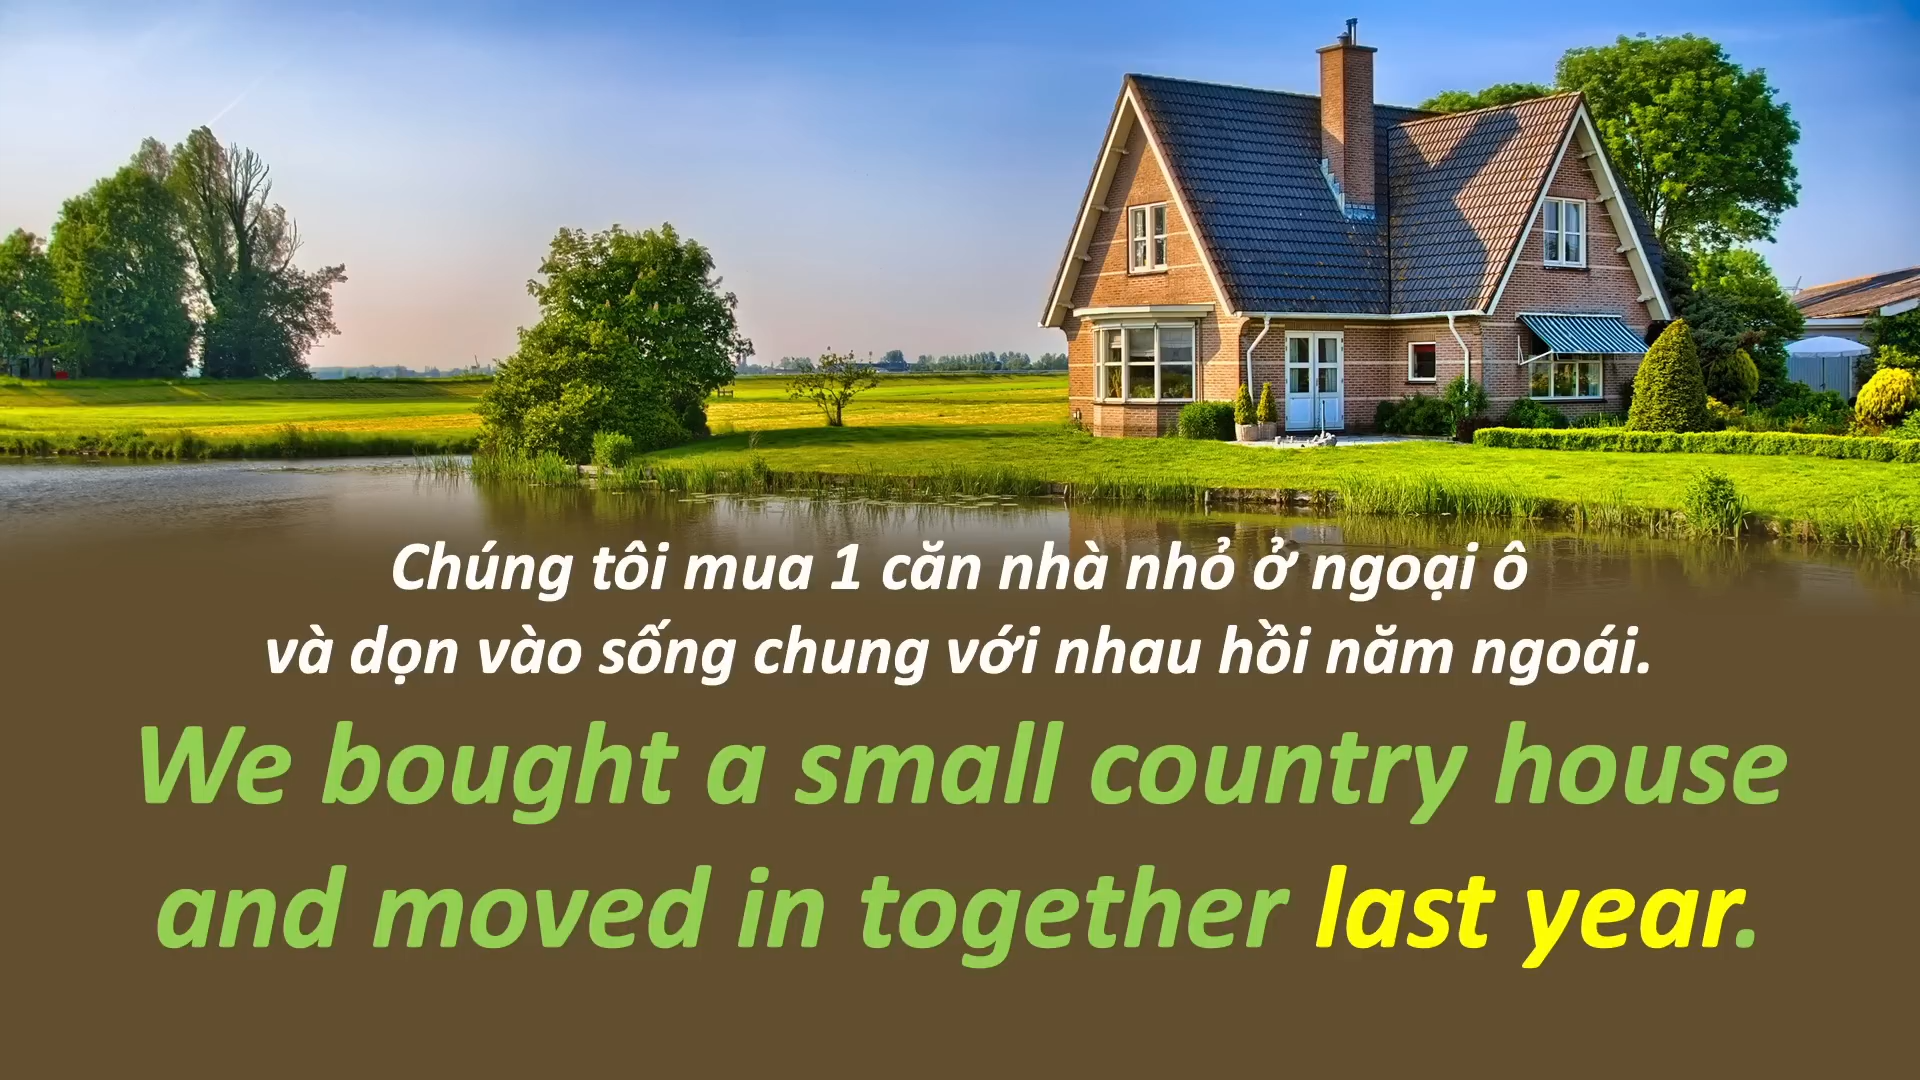 Chúng tôi mua 1 căn nhà nhỏ ở ngoại ô
và dọn vào sống chung với nhau hồi năm ngoái.
We bought a small country house
and moved in together last year.